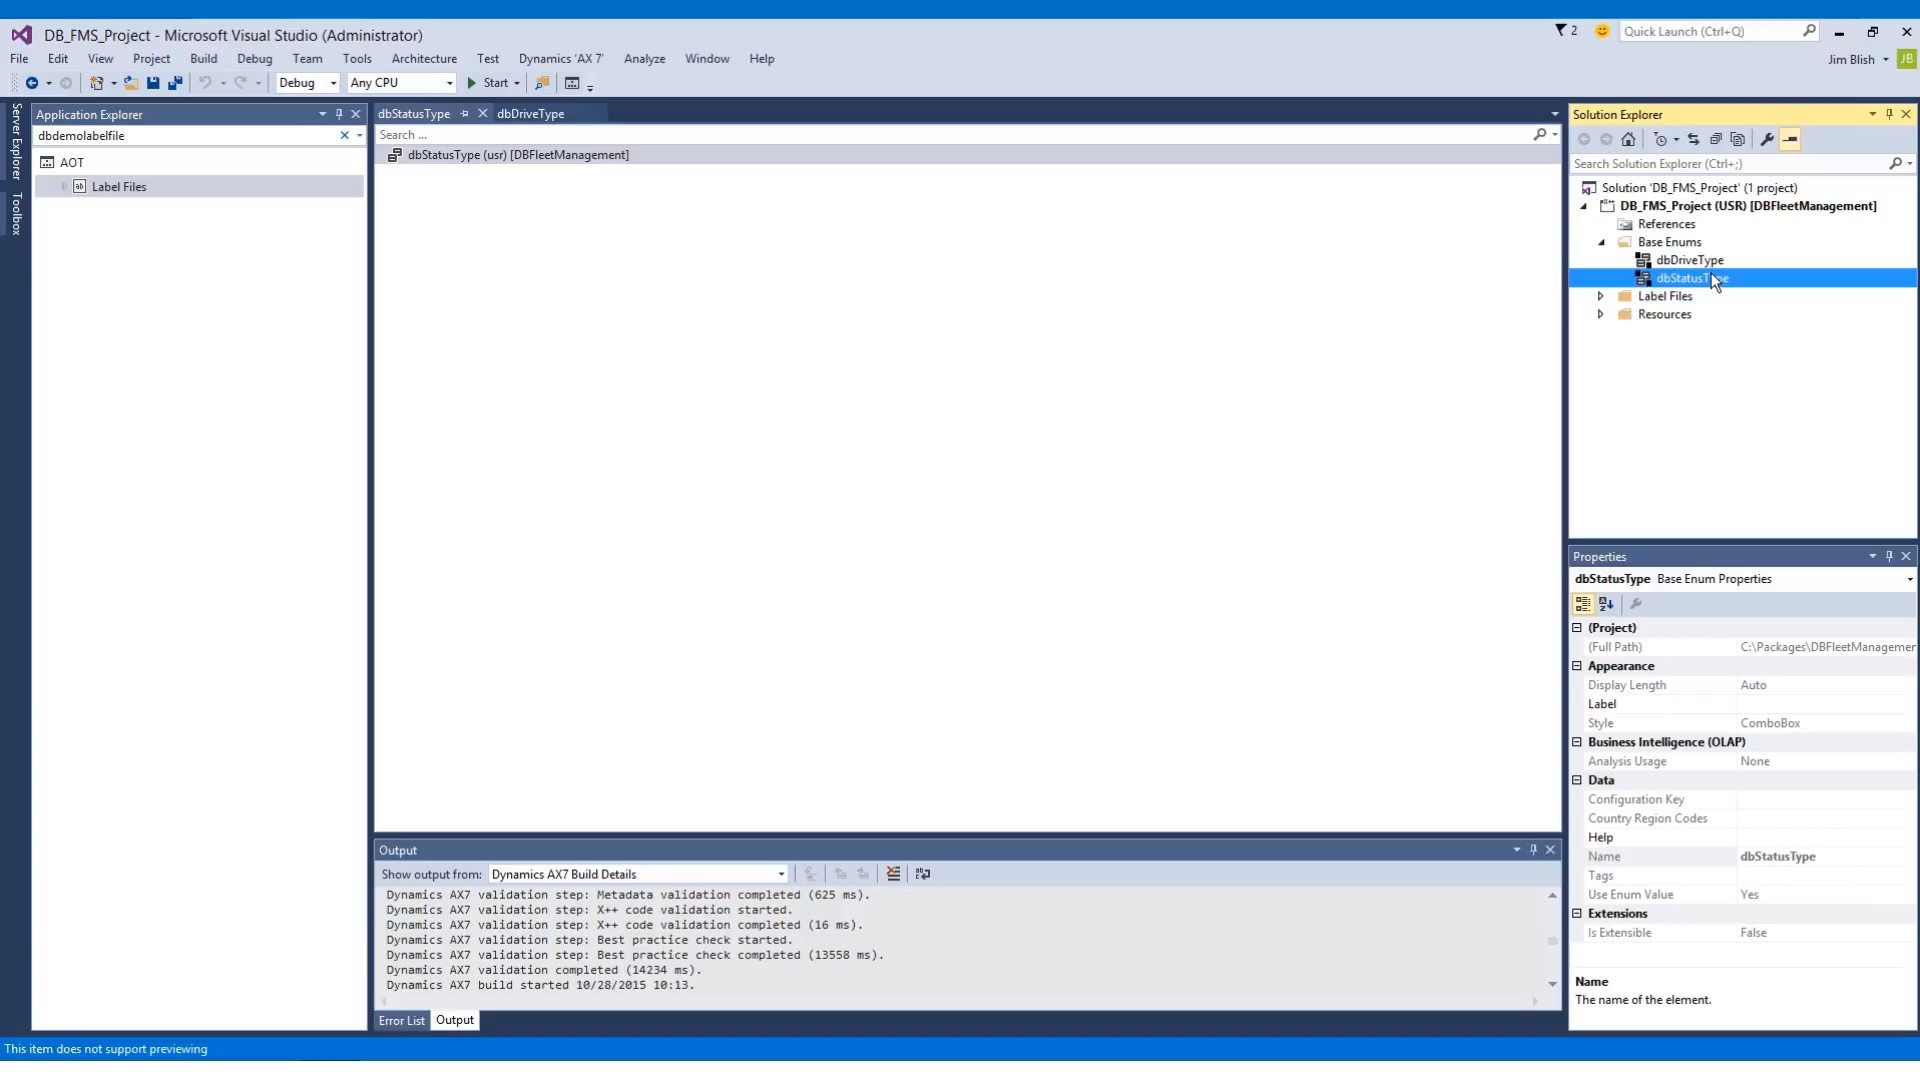 DB_FMS_Project - Microsoft Visual Studio (Administrator)
2
Quick Launch (Ctrl+Q)
File Edit View Project Build Debug Team Tools Architecture Test Dynamics 'AX 7' Analyze Window Help
Jim Blish JB
Debug Any CPU Start
Server Explorer
Toolbox
Application Explorer
dbdemolabelfile
AOT
Label Files
dbStatusType dbDriveType
Search ...
dbStatusType (usr) [DBFleetManagement]
Output
Show output from: Dynamics AX7 Build Details
Dynamics AX7 validation step: Metadata validation completed (625 ms).
Dynamics AX7 validation step: X++ code validation started.
Dynamics AX7 validation step: X++ code validation completed (16 ms).
Dynamics AX7 validation step: Best practice check started.
Dynamics AX7 validation step: Best practice check completed (13558 ms).
Dynamics AX7 validation completed (14234 ms).
Dynamics AX7 build started 10/28/2015 10:13.
Error List Output
Solution Explorer
Search Solution Explorer (Ctrl+;)
Solution 'DB_FMS_Project' (1 project)
DB_FMS_Project (USR) [DBFleetManagement]
References
Base Enums
dbDriveType
dbStatusType
Label Files
Resources
Properties
dbStatusType Base Enum Properties
(Project)
(Full Path) C:\Packages\DBFleetManagemer
Appearance
Display Length Auto
Label
Style ComboBox
Business Intelligence (OLAP)
Analysis Usage None
Data
Configuration Key
Country Region Codes
Help
Name dbStatusType
Tags
Use Enum Value Yes
Extensions
Is Extensible False
Name
The name of the element.
This item does not support previewing